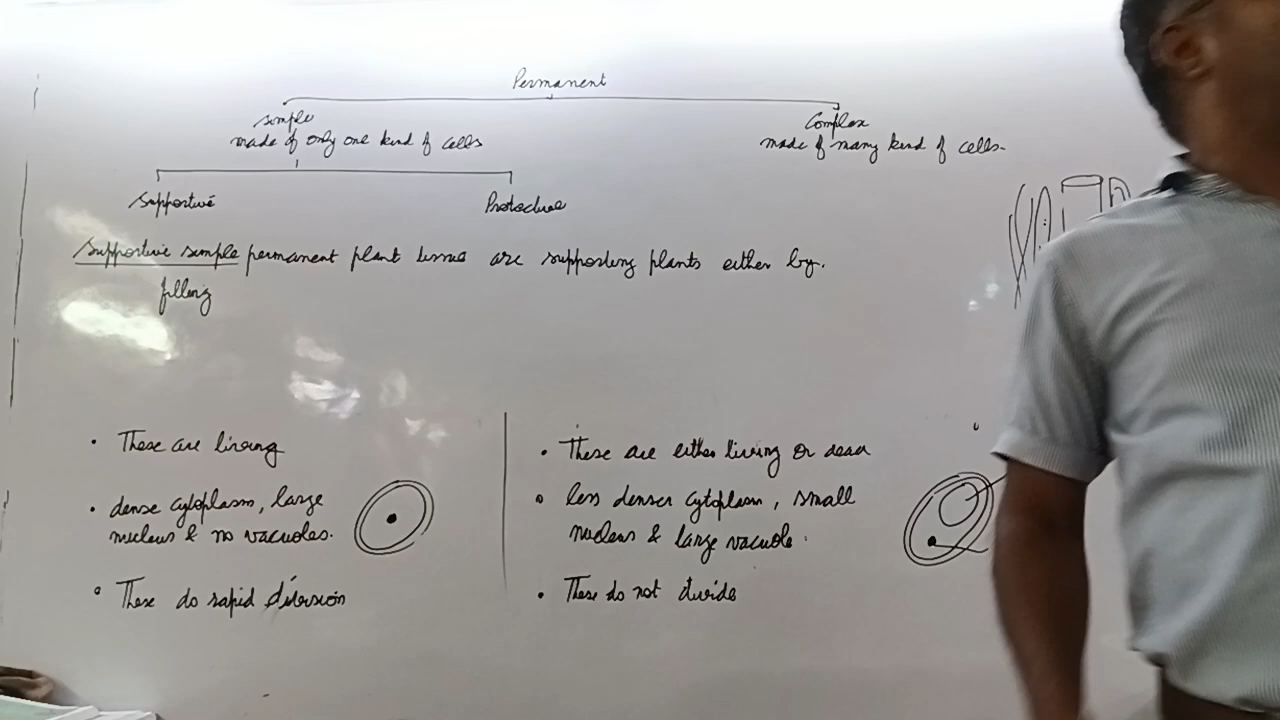 Permanent
Simple
made of only one kind of cells
Complex
made of many kind of cells.
Supportive
Protective
Supportive simple permanent plant tissue are supporting plants either by.
filling
• These are living
• dense cytoplasm, large
nucleus & no vacuoles.
• These do rapid division
• These are either living or dead
• less denser cytoplasm, small
nucleus & large vacuole.
• These do not divide